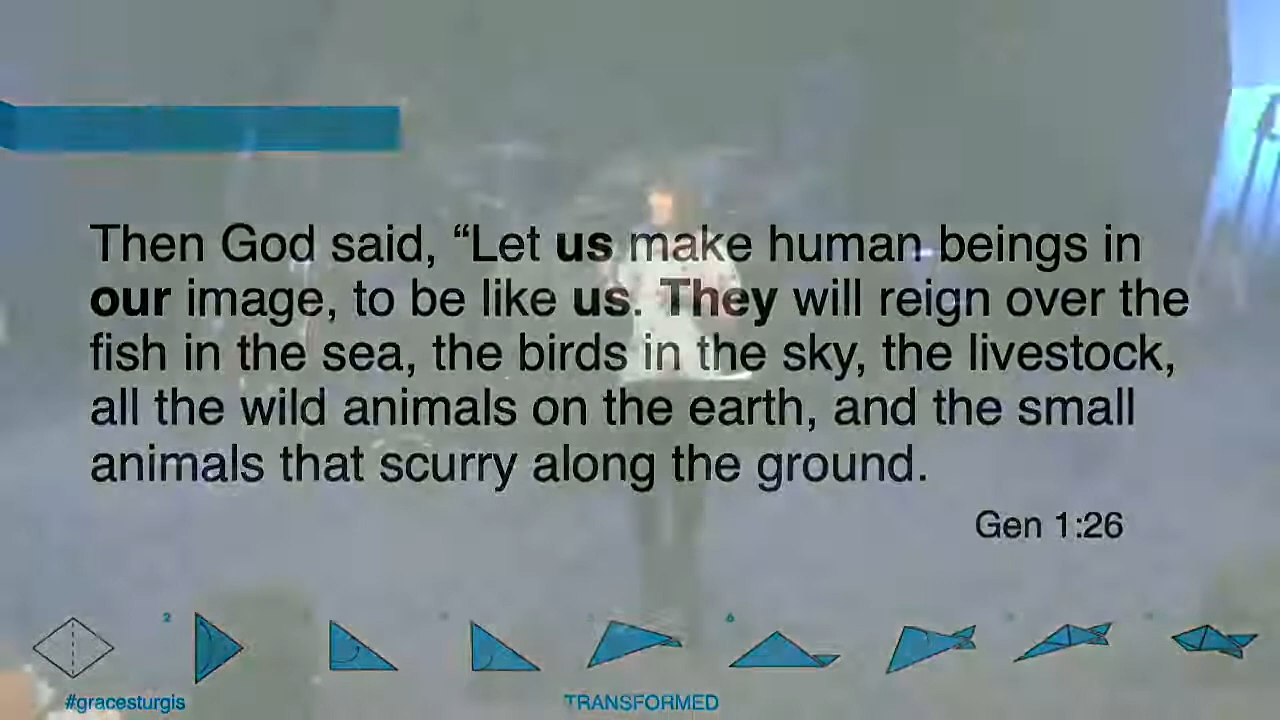 Then God said, “Let us make human beings in
our image, to be like us. They will reign over the
fish in the sea, the birds in the sky, the livestock,
all the wild animals on the earth, and the small
animals that scurry along the ground.
Gen 1:26
2
6
#gracesturgis
TRANSFORMED